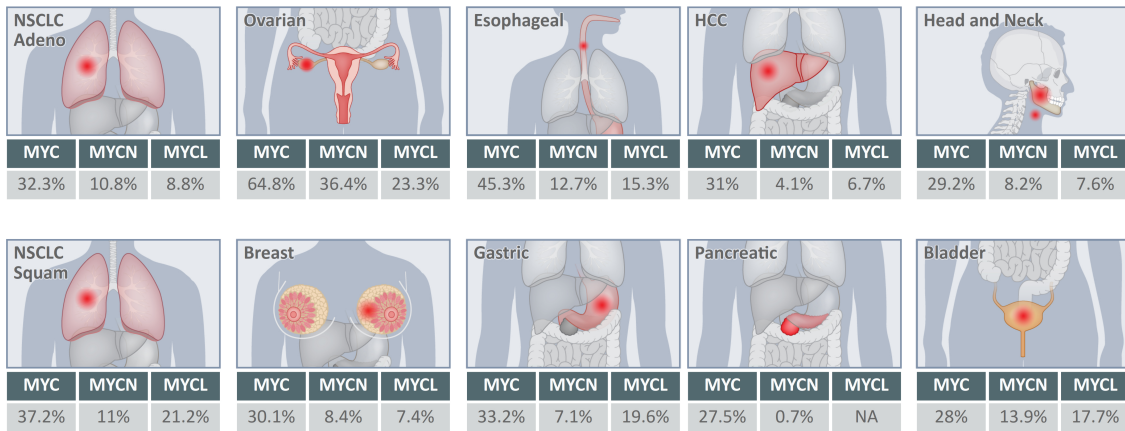 NSCLC
Adeno
Ovarian
Esophageal
HCC
Head and Neck
MYC MYCN MYCL
32.3% 10.8% 8.8%
MYC MYCN MYCL
64.8% 36.4% 23.3%
MYC MYCN MYCL
45.3% 12.7% 15.3%
MYC MYCN MYCL
31% 4.1% 6.7%
MYC MYCN MYCL
29.2% 8.2% 7.6%
NSCLC
Squam
Breast
Gastric
Pancreatic
Bladder
MYC MYCN MYCL
37.2% 11% 21.2%
MYC MYCN MYCL
30.1% 8.4% 7.4%
MYC MYCN MYCL
33.2% 7.1% 19.6%
MYC MYCN MYCL
27.5% 0.7% NA
MYC MYCN MYCL
28% 13.9% 17.7%